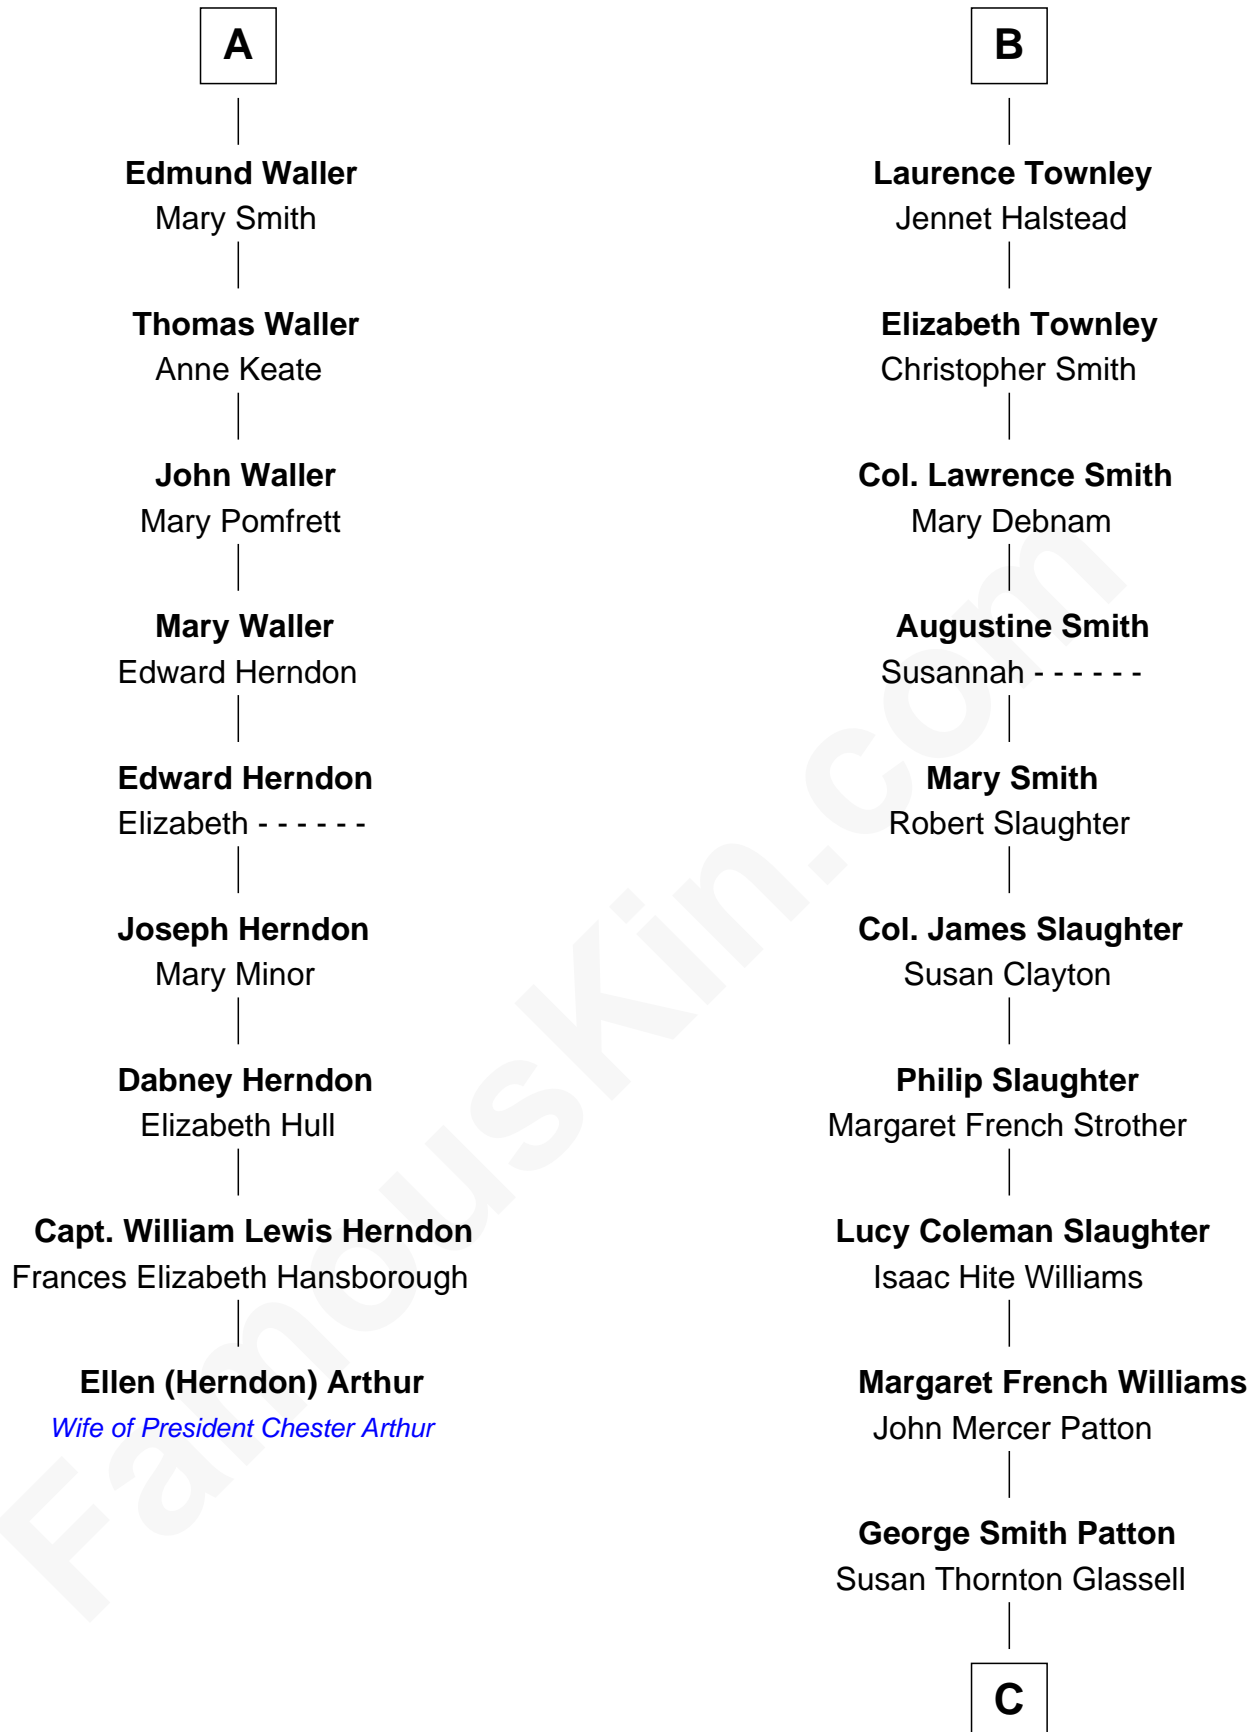 A
Edmund Waller
Mary Smith
Thomas Waller
Anne Keate
John Waller
Mary Pomfrett
Mary Waller
Edward Herndon
Edward Herndon
Elizabeth - - - - - -
Joseph Herndon
Mary Minor
Dabney Herndon
Elizabeth Hull
Capt. William Lewis Herndon
Frances Elizabeth Hansborough
Ellen (Herndon) Arthur
Wife of President Chester Arthur
B
Laurence Townley
Jennet Halstead
Elizabeth Townley
Christopher Smith
Col. Lawrence Smith
Mary Debnam
Augustine Smith
Susannah - - - - - -
Mary Smith
Robert Slaughter
Col. James Slaughter
Susan Clayton
Philip Slaughter
Margaret French Strother
Lucy Coleman Slaughter
Isaac Hite Williams
Margaret French Williams
John Mercer Patton
George Smith Patton
Susan Thornton Glassell
C
FamousKin.com